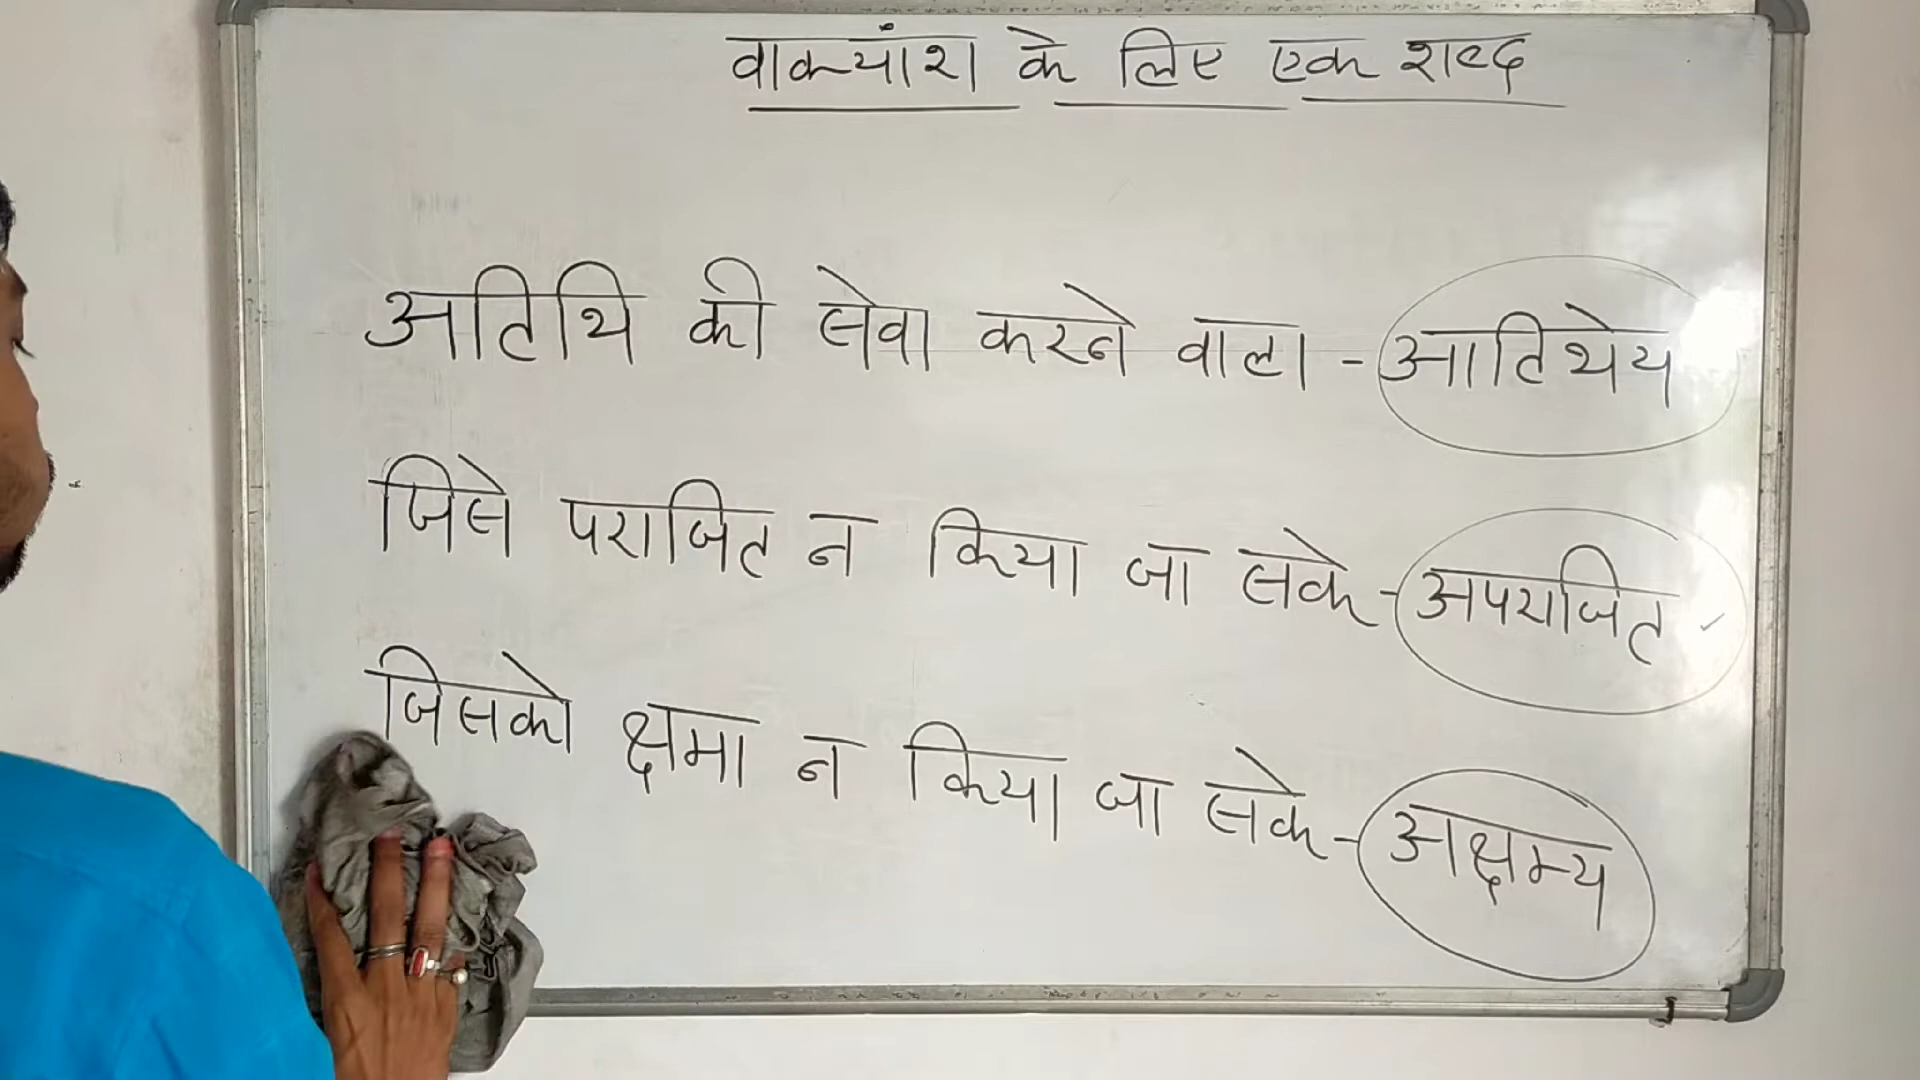 वाक्यांश के लिए एक शब्द
अतिथि की सेवा करने वाला - आतिथेय
जिसे पराजित न किया जा सके - अपराजित
जिसको क्षमा न किया जा सके - अक्षम्य